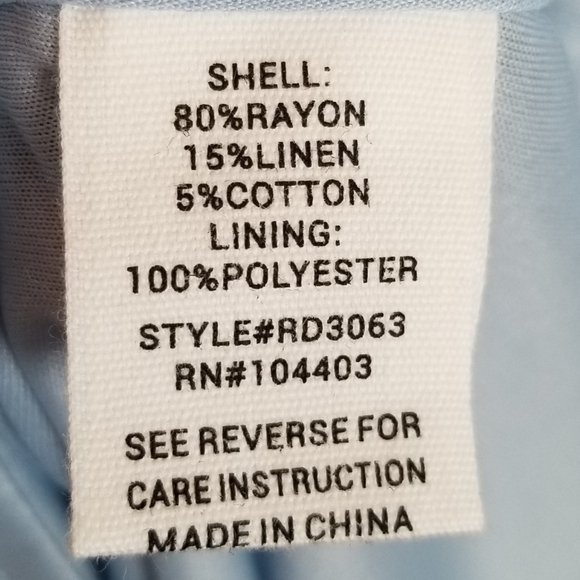 SHELL:
80%RAYON
15%LINEN
5%COTTON
LINING:
100%POLYESTER
STYLE#RD3063
RN#104403
SEE REVERSE FOR
CARE INSTRUCTION
MADE IN CHINA